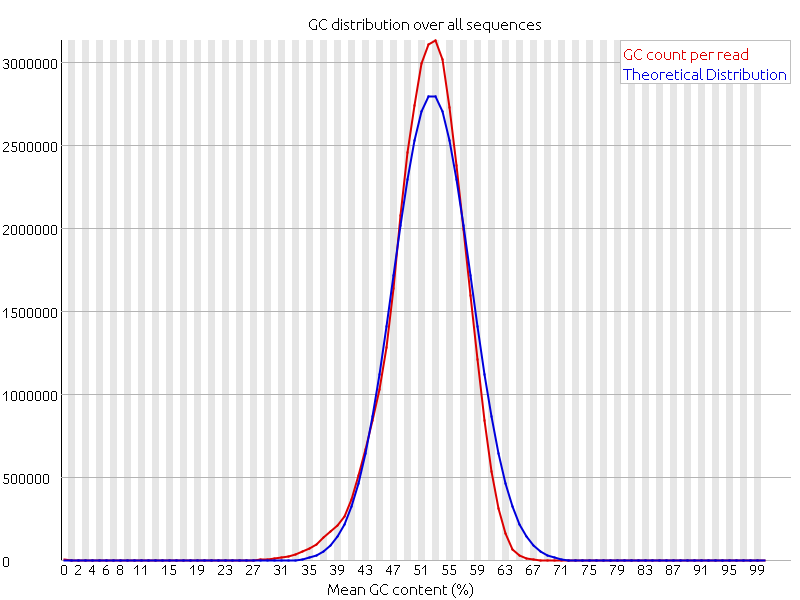 GC distribution over all sequences
GC count per read
Theoretical Distribution
3000000
2500000
2000000
1500000
1000000
500000
0
0 2 4 6 8 11 15 19 23 27 31 35 39 43 47 51 55 59 63 67 71 75 79 83 87 91 95 99
Mean GC content (%)